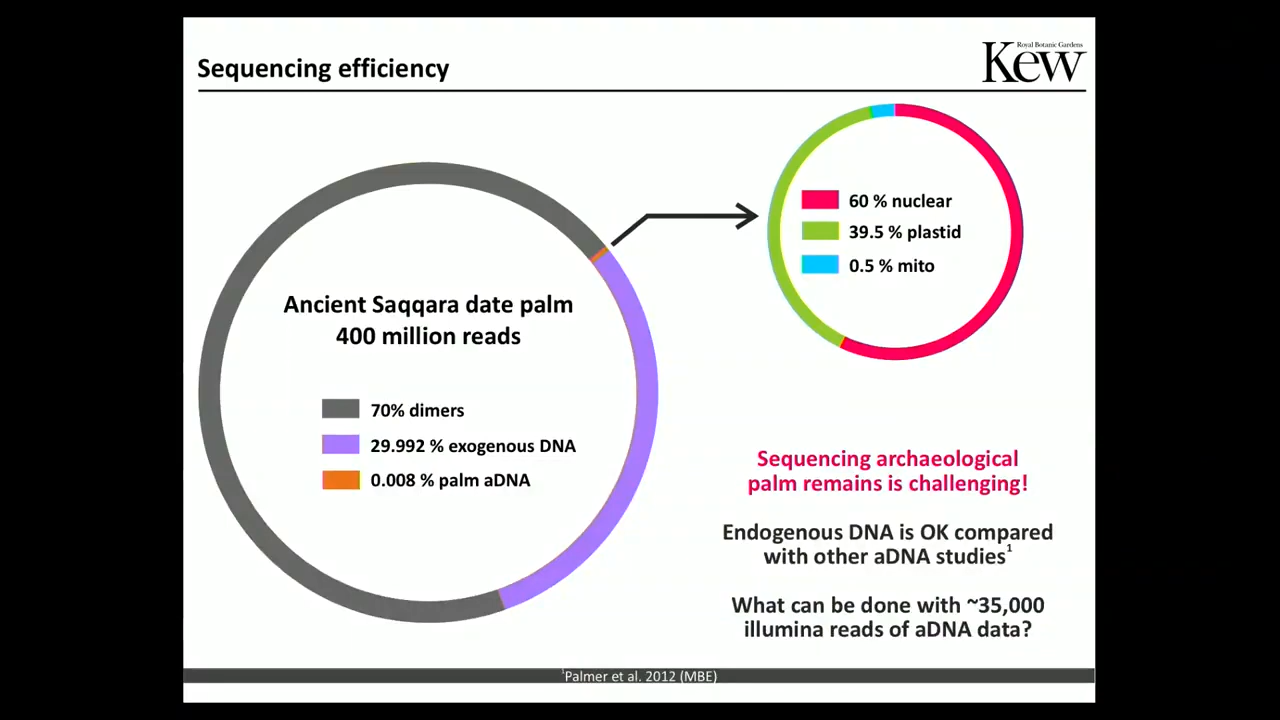 Sequencing efficiency
Royal Botanic Gardens
Kew
Ancient Saqqara date palm
400 million reads
70% dimers
29.992 % exogenous DNA
0.008 % palm aDNA
60 % nuclear
39.5 % plastid
0.5 % mito
Sequencing archaeological
palm remains is challenging!
Endogenous DNA is OK compared
with other aDNA studies¹
What can be done with ~35,000
illumina reads of aDNA data?
¹Palmer et al. 2012 (MBE)